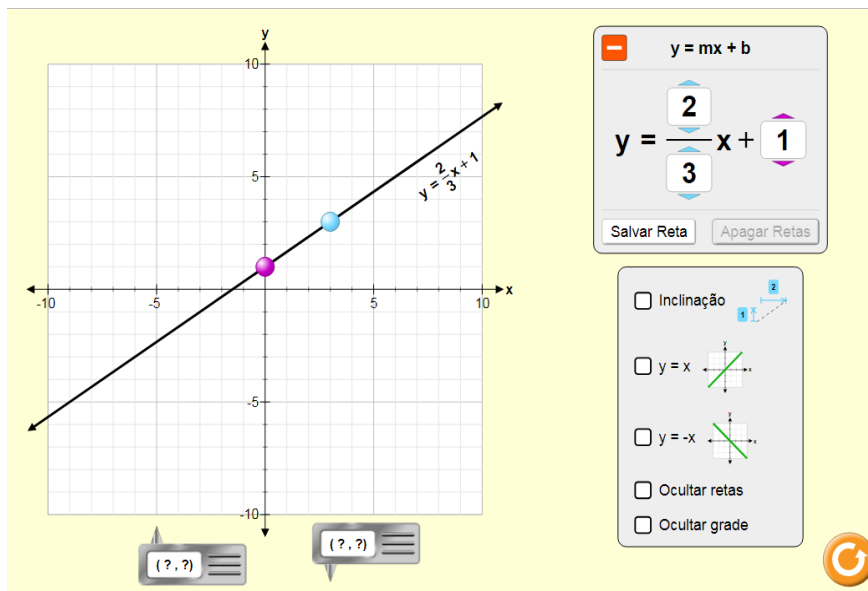 y
10
5
-5
-10
-10
-5
5
10
x
y = 2/3 x + 1
(?, ?)
(?, ?)
y = mx + b
y = 2/3 x + 1
Salvar Reta
Apagar Retas
Inclinação
2
1
y = x
y
x
y = -x
y
x
Ocultar retas
Ocultar grade